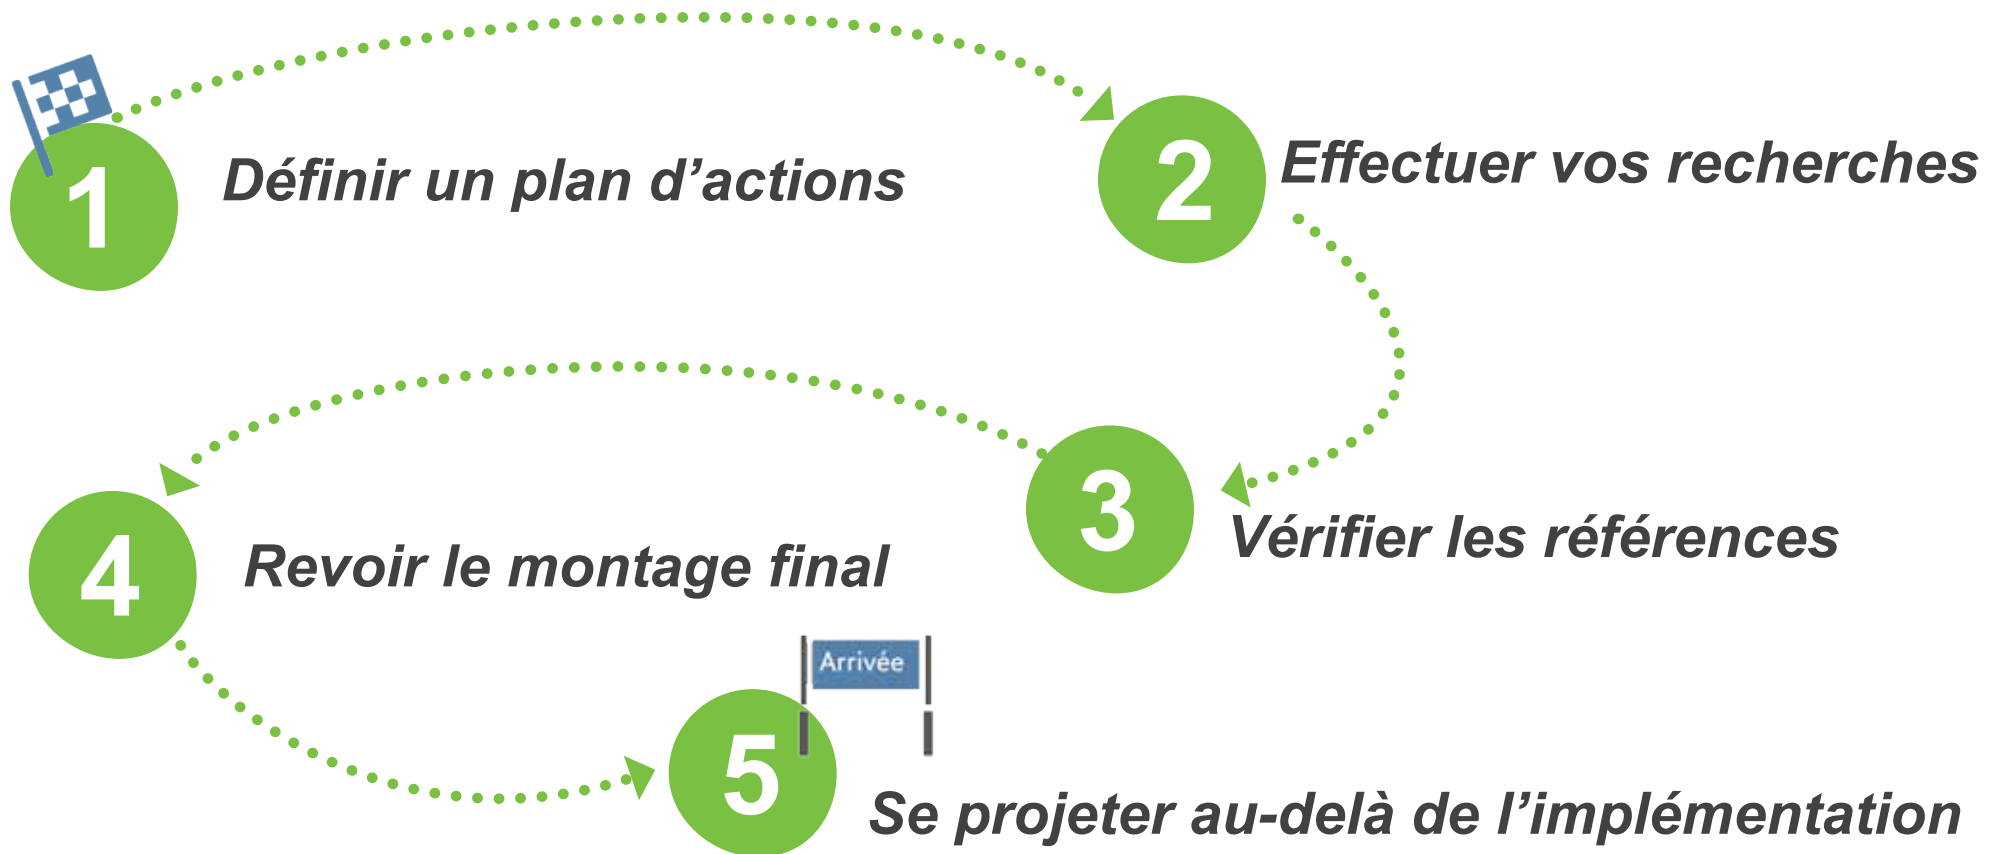 1
Définir un plan d’actions
2
Effectuer vos recherches
3
Vérifier les références
4
Revoir le montage final
5
Arrivée
Se projeter au-delà de l’implémentation